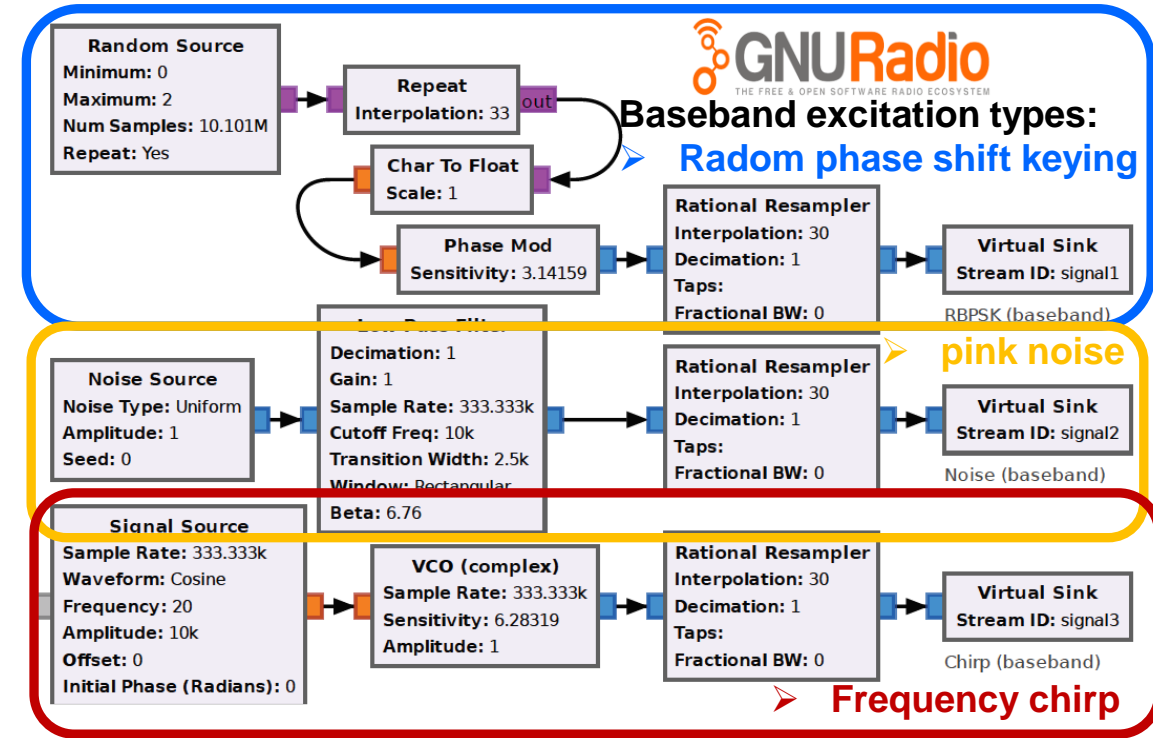 Random Source
Minimum: 0
Maximum: 2
Num Samples: 10.101M
Repeat: Yes
Repeat
Interpolation: 33
out
Char To Float
Scale: 1
Phase Mod
Sensitivity: 3.14159
GNURadio
THE FREE & OPEN SOFTWARE RADIO ECOSYSTEM
Baseband excitation types:
➢ Radom phase shift keying
Rational Resampler
Interpolation: 30
Decimation: 1
Taps:
Fractional BW: 0
Virtual Sink
Stream ID: signal1
RBPSK (baseband)
➢ pink noise
Noise Source
Noise Type: Uniform
Amplitude: 1
Seed: 0
Low Pass Filter
Decimation: 1
Gain: 1
Sample Rate: 333.333k
Cutoff Freq: 10k
Transition Width: 2.5k
Window: Rectangular
Beta: 6.76
Rational Resampler
Interpolation: 30
Decimation: 1
Taps:
Fractional BW: 0
Virtual Sink
Stream ID: signal2
Noise (baseband)
Signal Source
Sample Rate: 333.333k
Waveform: Cosine
Frequency: 20
Amplitude: 10k
Offset: 0
Initial Phase (Radians): 0
VCO (complex)
Sample Rate: 333.333k
Sensitivity: 6.28319
Amplitude: 1
Rational Resampler
Interpolation: 30
Decimation: 1
Taps:
Fractional BW: 0
Virtual Sink
Stream ID: signal3
Chirp (baseband)
➢ Frequency chirp